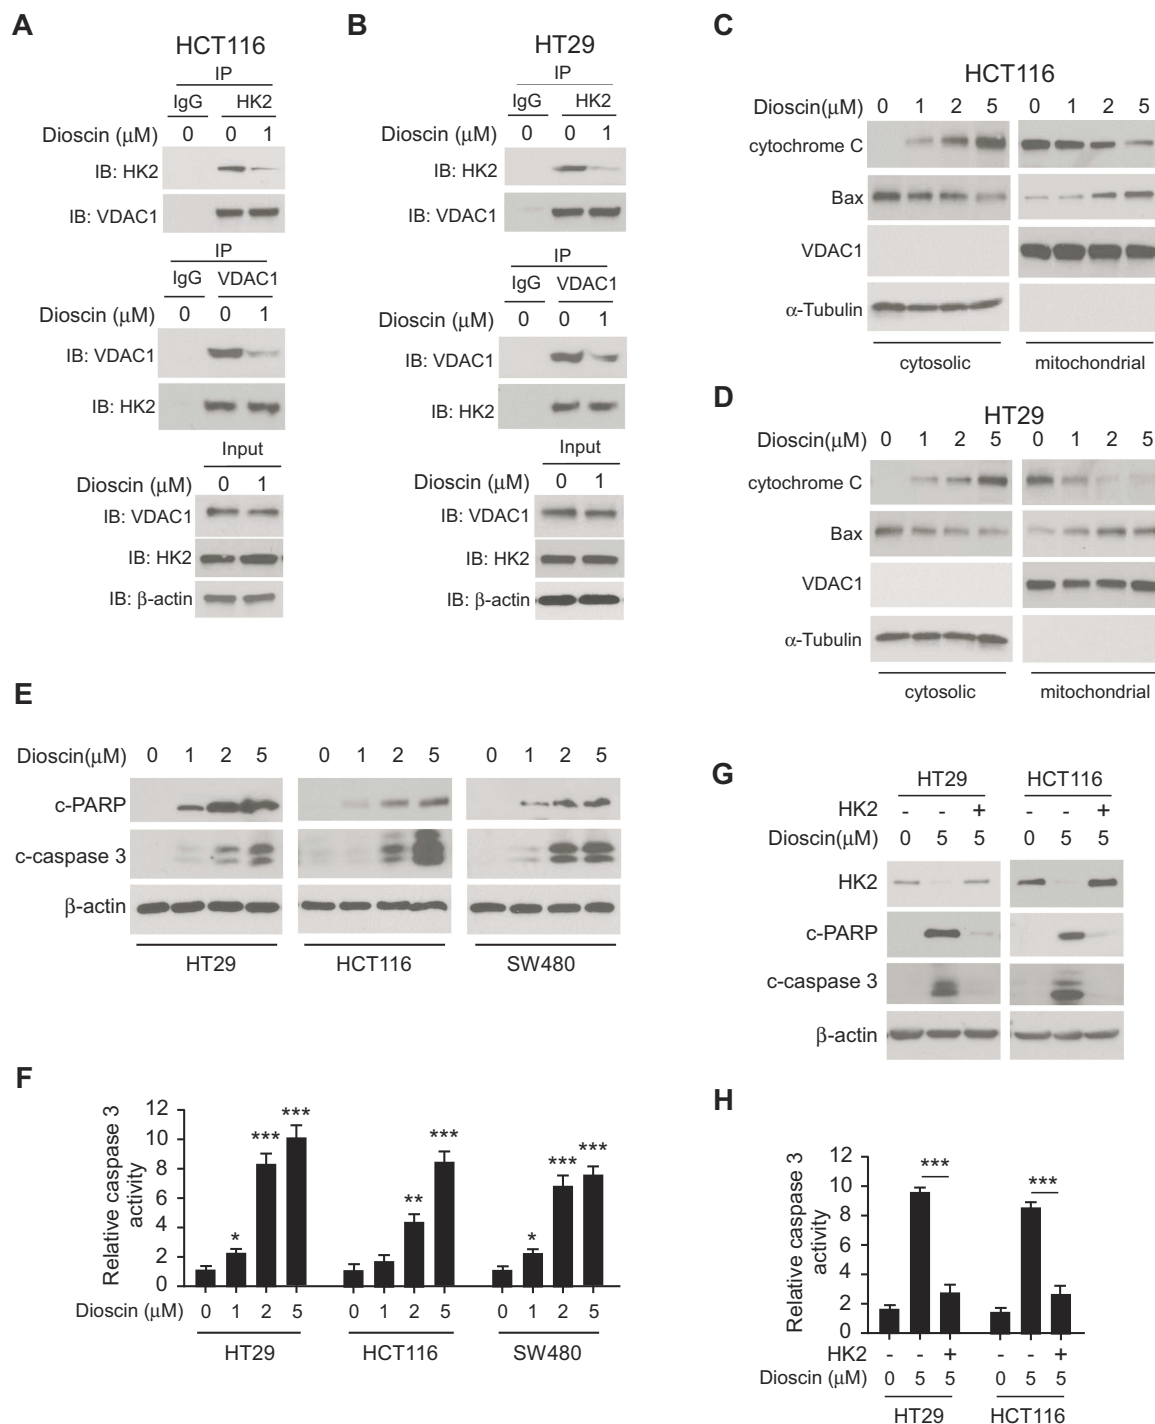 A
HCT116
IP
IgG HK2
Dioscin (μM) 0 0 1
IB: HK2
IB: VDAC1
IP
IgG VDAC1
Dioscin (μM) 0 0 1
IB: VDAC1
IB: HK2
Input
Dioscin (μM) 0 1
IB: VDAC1
IB: HK2
IB: β-actin
B
HT29
IP
IgG HK2
Dioscin (μM) 0 0 1
IB: HK2
IB: VDAC1
IP
IgG VDAC1
Dioscin (μM) 0 0 1
IB: VDAC1
IB: HK2
Input
Dioscin (μM) 0 1
IB: VDAC1
IB: HK2
IB: β-actin
C
HCT116
Dioscin(μM) 0 1 2 5 0 1 2 5
cytochrome C
Bax
VDAC1
α-Tubulin
cytosolic mitochondrial
D
HT29
Dioscin(μM) 0 1 2 5 0 1 2 5
cytochrome C
Bax
VDAC1
α-Tubulin
cytosolic mitochondrial
E
Dioscin(μM) 0 1 2 5 0 1 2 5 0 1 2 5
c-PARP
c-caspase 3
β-actin
HT29 HCT116 SW480
F
Relative caspase 3
activity
12
10
8
6
4
2
0
* *** ***
** ***
* *** ***
Dioscin (μM) 0 1 2 5 0 1 2 5 0 1 2 5
HT29 HCT116 SW480
G
HT29 HCT116
HK2 - - + - - +
Dioscin(μM) 0 5 5 0 5 5
HK2
c-PARP
c-caspase 3
β-actin
H
Relative caspase 3
activity
12
10
8
6
4
2
0
*** ***
HK2 - - + - - +
Dioscin (μM) 0 5 5 0 5 5
HT29 HCT116